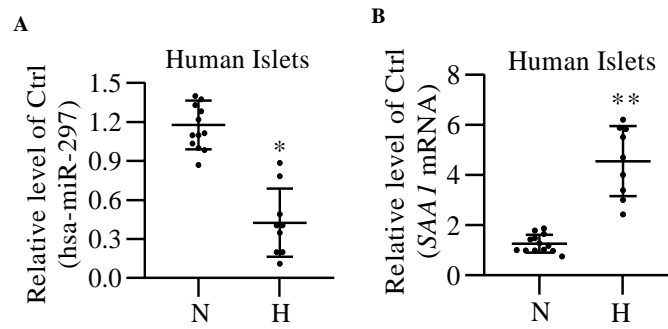 A
Human Islets
Relative level of Ctrl
(hsa-miR-297)
1.5
1.2
0.9
0.6
0.3
0.0
*
N
H
B
Human Islets
Relative level of Ctrl
(SAA1 mRNA)
8
6
4
2
0
**
N
H